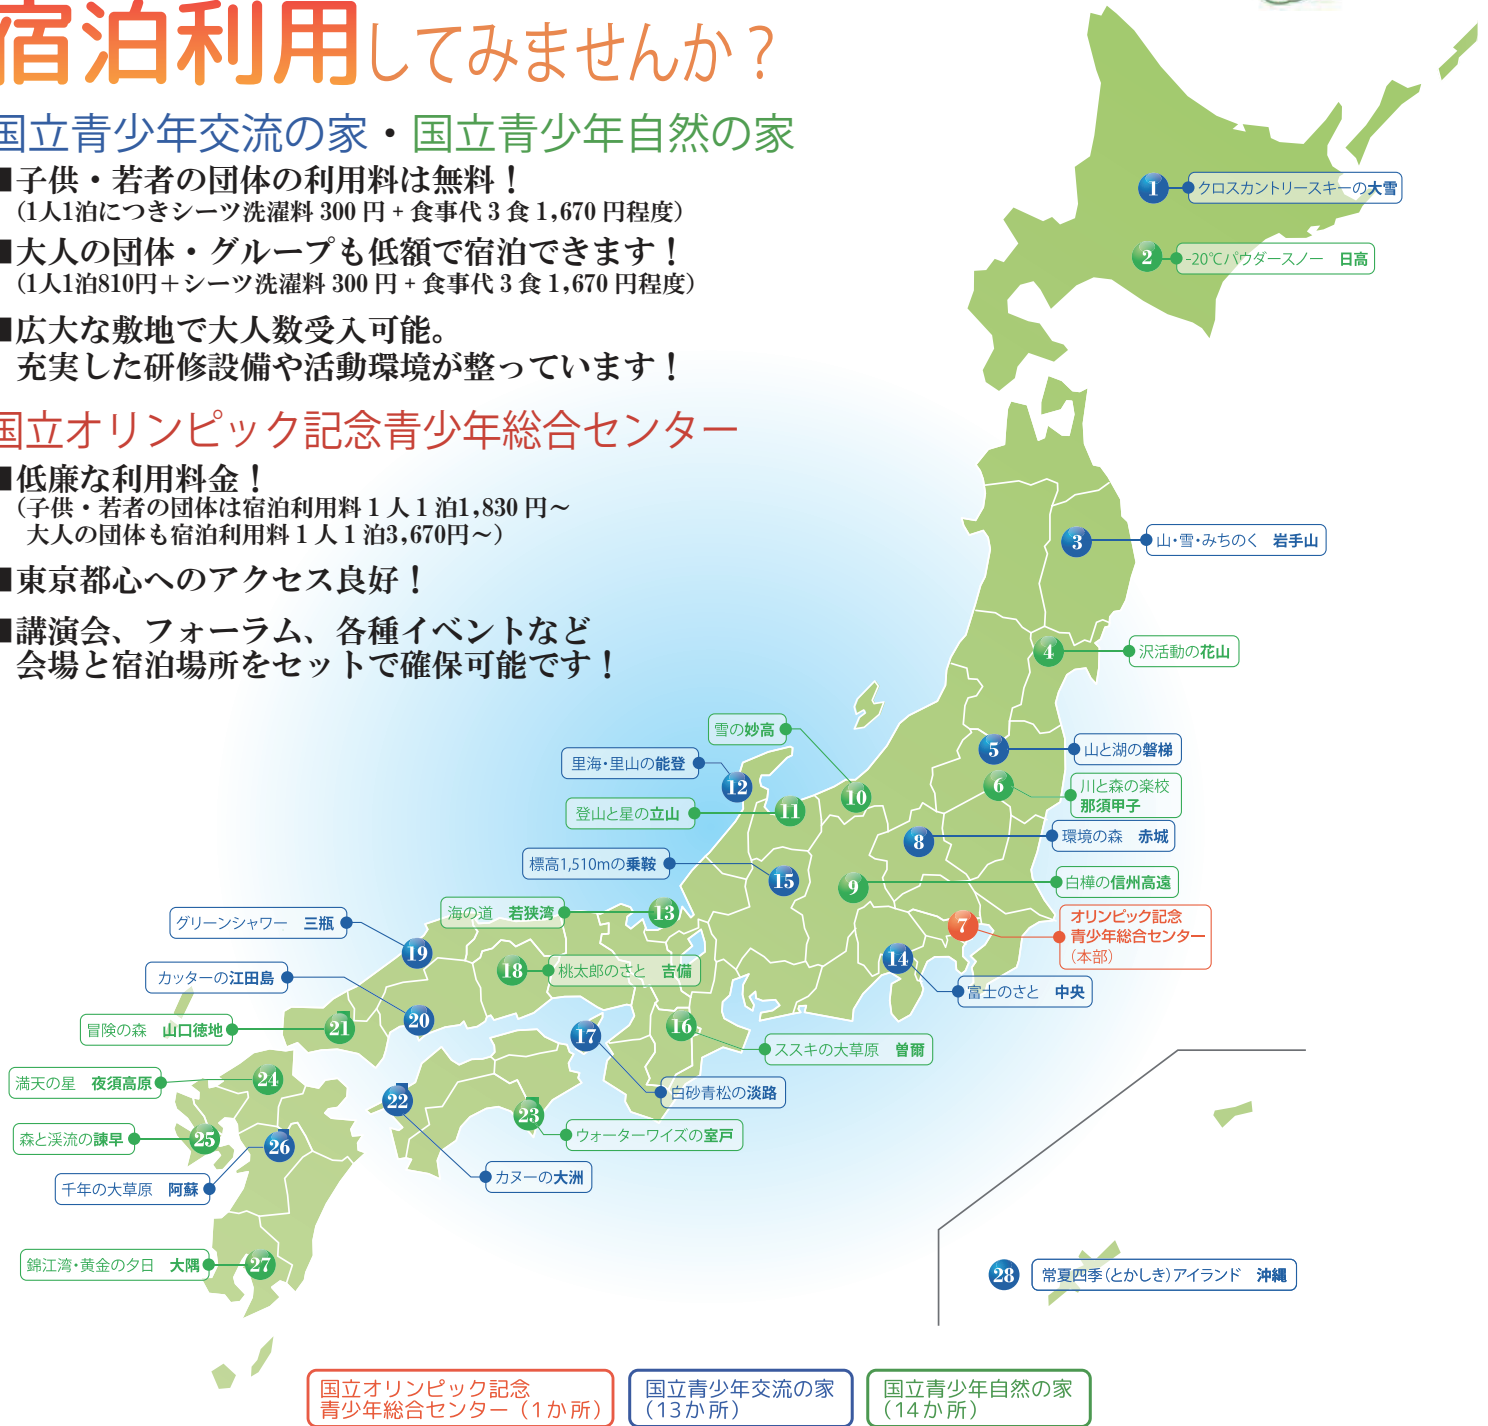 宿泊利用してみませんか？
国立青少年交流の家・国立青少年自然の家
■子供・若者の団体の利用料は無料！
（1人1泊につきシーツ洗濯料 300 円 + 食事代 3 食 1,670 円程度）
■大人の団体・グループも低額で宿泊できます！
（1人1泊810円＋シーツ洗濯料 300 円 + 食事代 3 食 1,670 円程度）
■広大な敷地で大人数受入可能。
充実した研修設備や活動環境が整っています！
国立オリンピック記念青少年総合センター
■低廉な利用料金！
（子供・若者の団体は宿泊利用料 1 人 1 泊1,830 円～
大人の団体も宿泊利用料 1 人 1 泊3,670円～）
■東京都心へのアクセス良好！
■講演会、フォーラム、各種イベントなど
会場と宿泊場所をセットで確保可能です！
1 クロスカントリースキーの大雪
2 -20℃パウダースノー 日高
3 山・雪・みちのく 岩手山
4 沢活動の花山
5 山と湖の磐梯
6 川と森の楽校
那須甲子
7 オリンピック記念
青少年総合センター
（本部）
8 環境の森 赤城
9 白樺の信州高遠
10 雪の妙高
11 登山と星の立山
12 里海・里山の能登
13 海の道 若狭湾
14 富士のさと 中央
15 標高1,510mの乗鞍
16 ススキの大草原 曽爾
17 白砂青松の淡路
18 桃太郎のさと 吉備
19 グリーンシャワー 三瓶
20 カッターの江田島
21 冒険の森 山口徳地
22 カヌーの大洲
23 ウォーターワイズの室戸
24 満天の星 夜須高原
25 森と渓流の諫早
26 千年の大草原 阿蘇
27 錦江湾・黄金の夕日 大隅
28 常夏四季（とかしき）アイランド 沖縄
国立オリンピック記念
青少年総合センター（1か所）
国立青少年交流の家
（13か所）
国立青少年自然の家
（14か所）